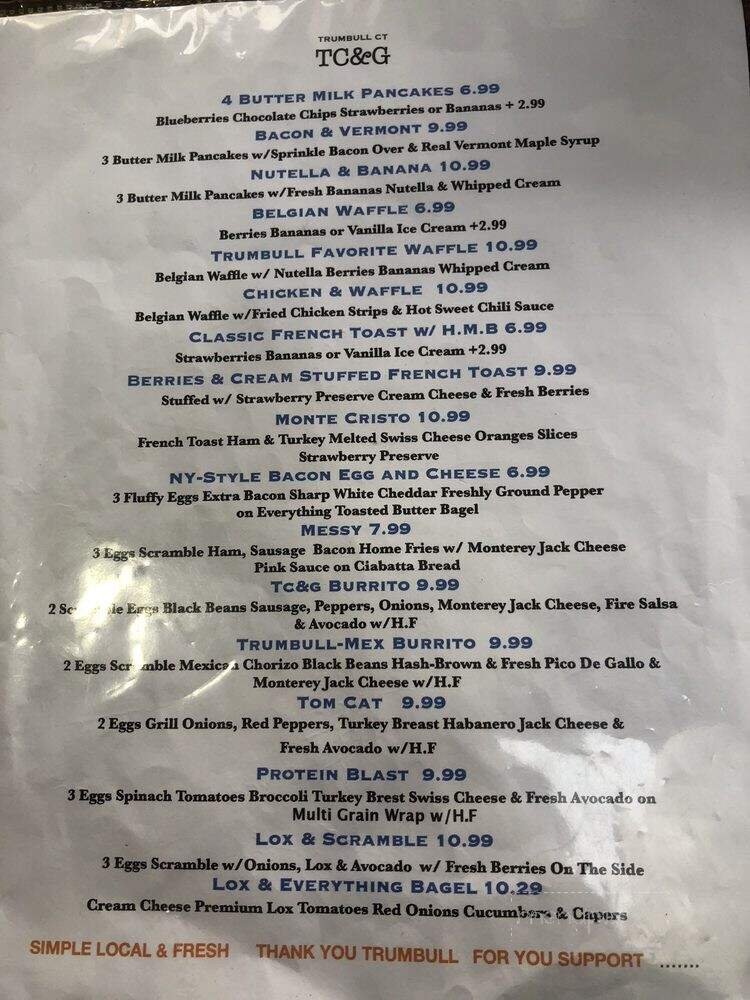 TRUMBULL CT
TC&G
4 BUTTER MILK PANCAKES 6.99
Blueberries Chocolate Chips Strawberries or Bananas + 2.99
BACON & VERMONT 9.99
3 Butter Milk Pancakes w/Sprinkle Bacon Over & Real Vermont Maple Syrup
NUTELLA & BANANA 10.99
3 Butter Milk Pancakes w/Fresh Bananas Nutella & Whipped Cream
BELGIAN WAFFLE 6.99
Berries Bananas or Vanilla Ice Cream +2.99
TRUMBULL FAVORITE WAFFLE 10.99
Belgian Waffle w/ Nutella Berries Bananas Whipped Cream
CHICKEN & WAFFLE 10.99
Belgian Waffle w/Fried Chicken Strips & Hot Sweet Chili Sauce
CLASSIC FRENCH TOAST W/ H.M.B 6.99
Strawberries Bananas or Vanilla Ice Cream +2.99
BERRIES & CREAM STUFFED FRENCH TOAST 9.99
Stuffed w/ Strawberry Preserve Cream Cheese & Fresh Berries
MONTE CRISTO 10.99
French Toast Ham & Turkey Melted Swiss Cheese Oranges Slices
Strawberry Preserve
NY-STYLE BACON EGG AND CHEESE 6.99
3 Fluffy Eggs Extra Bacon Sharp White Cheddar Freshly Ground Pepper
on Everything Toasted Butter Bagel
MESSY 7.99
3 Eggs Scramble Ham, Sausage Bacon Home Fries w/ Monterey Jack Cheese
Pink Sauce on Ciabatta Bread
TC&G BURRITO 9.99
2 Scramble Eggs Black Beans Sausage, Peppers, Onions, Monterey Jack Cheese, Fire Salsa
& Avocado w/H.F
TRUMBULL-MEX BURRITO 9.99
2 Eggs Scramble Mexican Chorizo Black Beans Hash-Brown & Fresh Pico De Gallo &
Monterey Jack Cheese w/H.F
TOM CAT 9.99
2 Eggs Grill Onions, Red Peppers, Turkey Breast Habanero Jack Cheese &
Fresh Avocado w/H.F
PROTEIN BLAST 9.99
3 Eggs Spinach Tomatoes Broccoli Turkey Brest Swiss Cheese & Fresh Avocado on
Multi Grain Wrap w/H.F
LOX & SCRAMBLE 10.99
3 Eggs Scramble w/Onions, Lox & Avocado w/ Fresh Berries On The Side
LOX & EVERYTHING BAGEL 10.29
Cream Cheese Premium Lox Tomatoes Red Onions Cucumbers & Capers
SIMPLE LOCAL & FRESH THANK YOU TRUMBULL FOR YOU SUPPORT .......